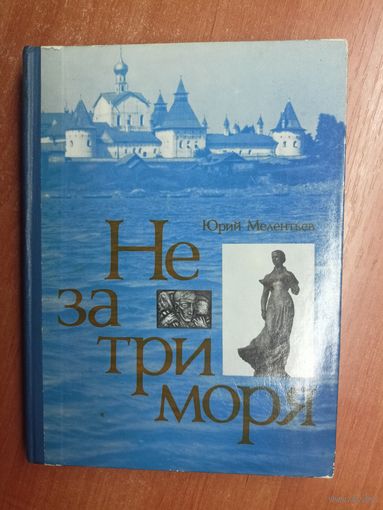 Юрий Мелентьев
Не
за
три
моря